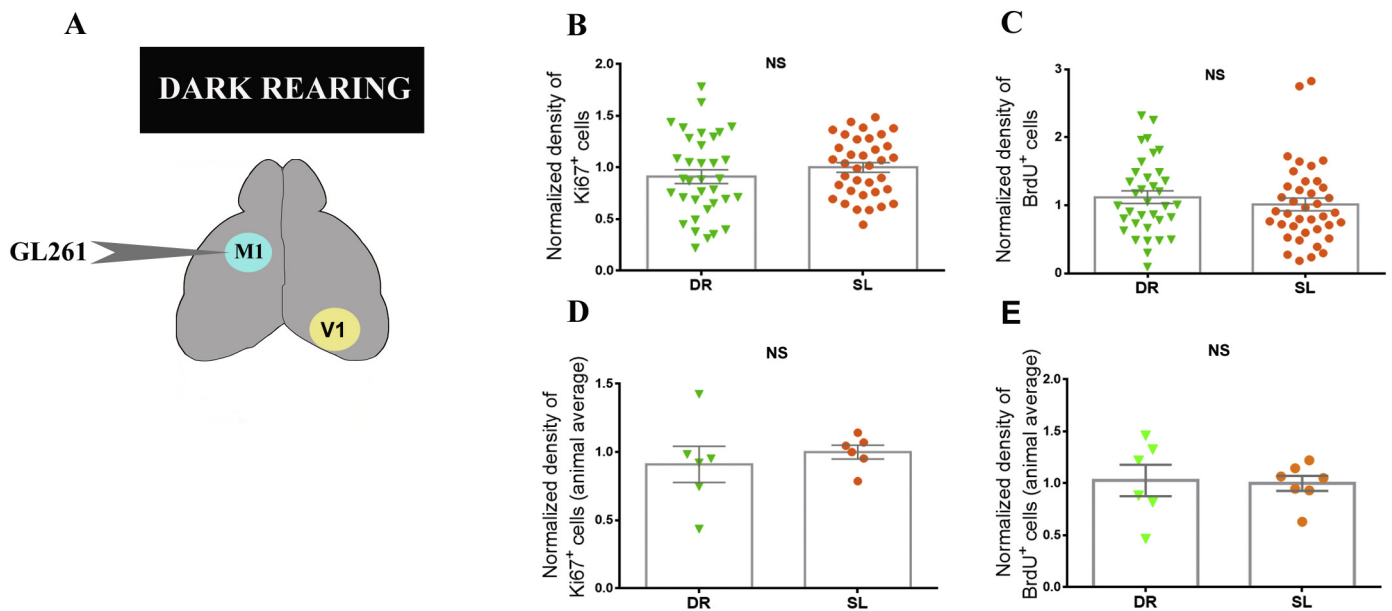 A
DARK REARING
GL261
M1
V1
B
NS
Normalized density of
Ki67⁺ cells
2.0
1.5
1.0
0.5
0.0
DR
SL
C
NS
Normalized density of
BrdU⁺ cells
3
2
1
0
DR
SL
D
NS
Normalized density of
Ki67⁺ cells (animal average)
1.5
1.0
0.5
0.0
DR
SL
E
NS
Normalized density of
BrdU⁺ cells (animal average)
2.0
1.5
1.0
0.5
0.0
DR
SL